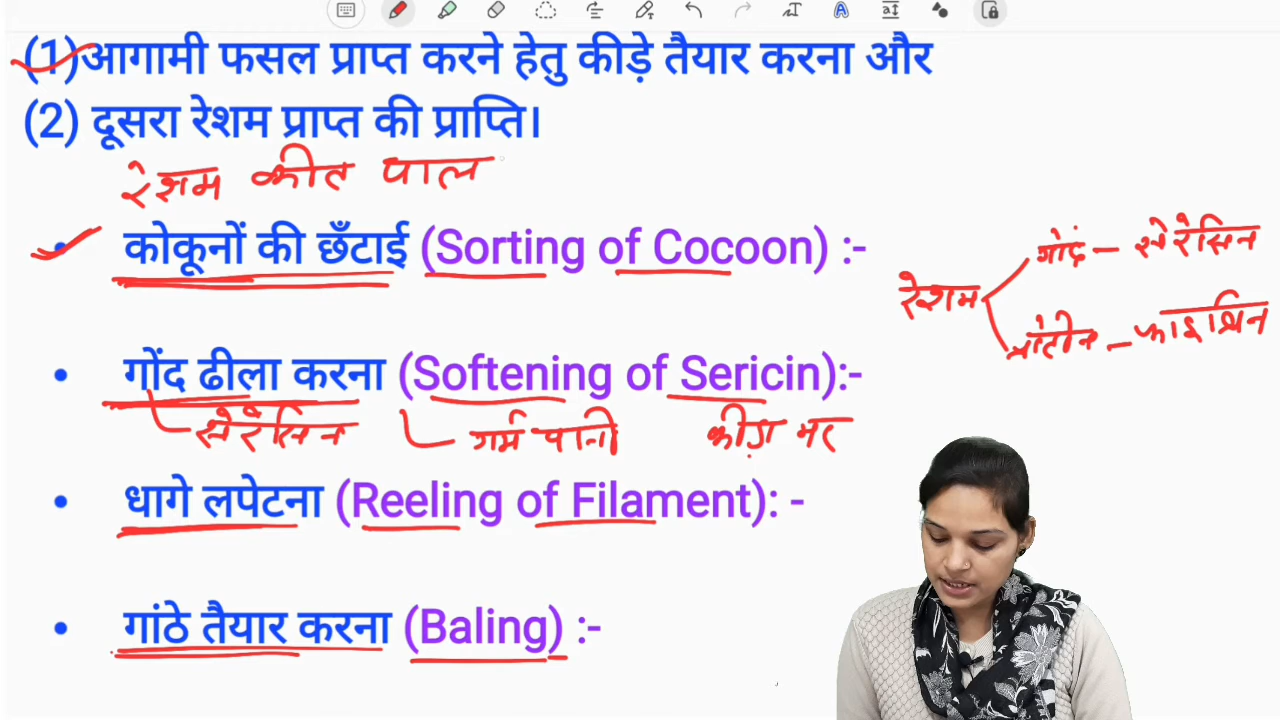 (1)आगामी फसल प्राप्त करने हेतु कीड़े तैयार करना और
(2) दूसरा रेशम प्राप्त की प्राप्ति।
रेशम कीत पाल
कोकूनों की छँटाई (Sorting of Cocoon) :-
गोंद - सेरेसिन
रेशम
प्रोटीन - फाइब्रिन
• गोंद ढीला करना (Softening of Sericin):-
सेरेसिन गर्म पानी कीड़ा मर
• धागे लपेटना (Reeling of Filament): -
• गांठे तैयार करना (Baling) :-